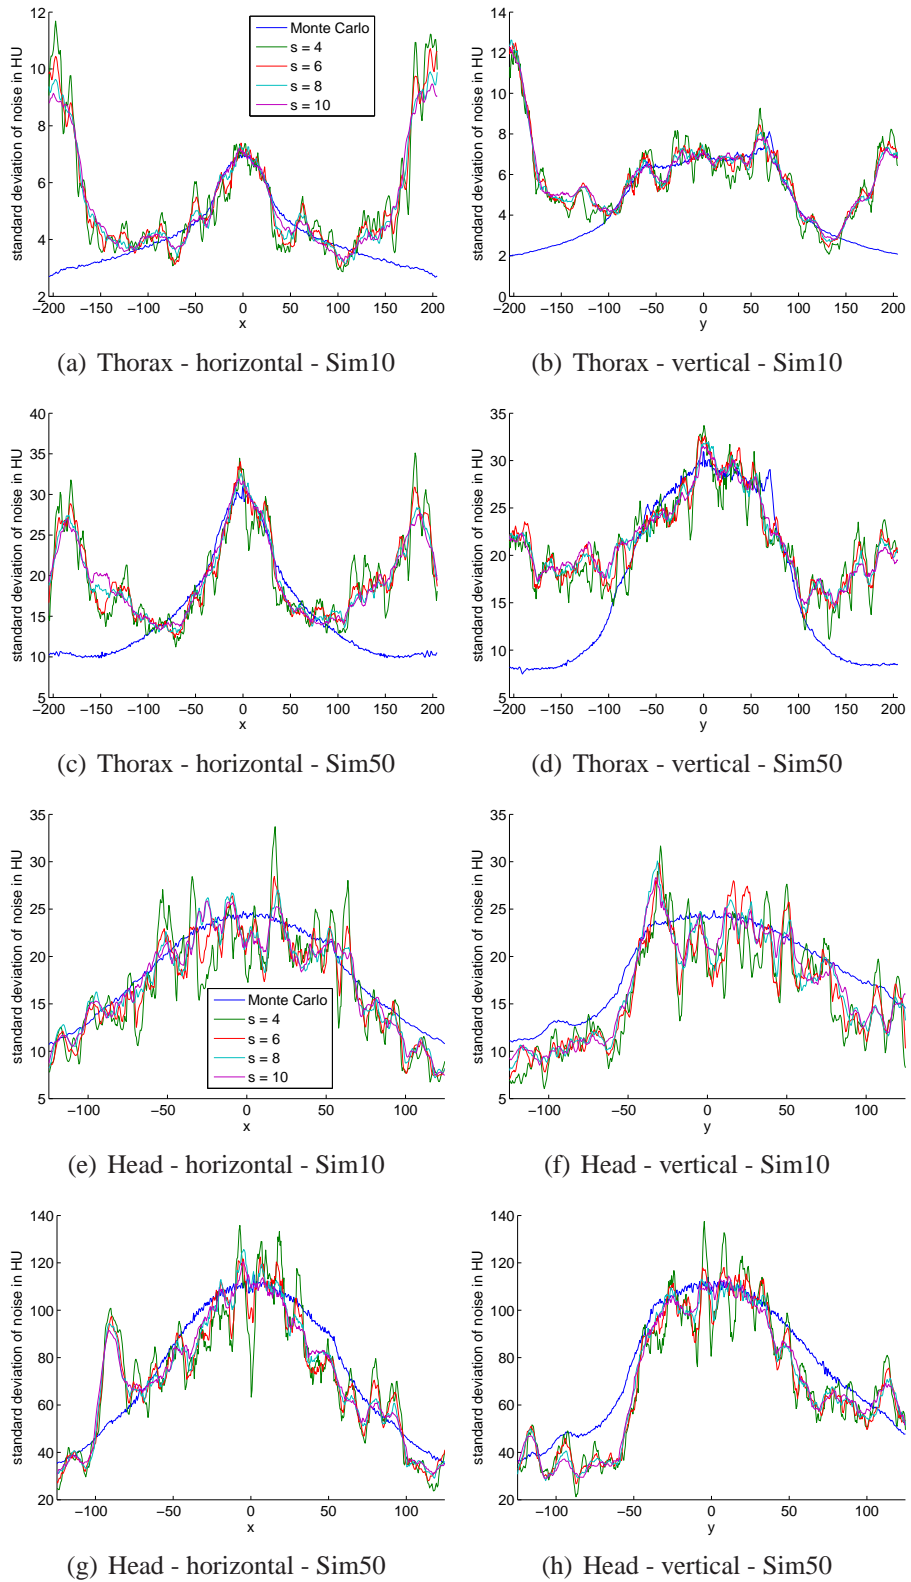 12
10
8
6
4
2
standard deviation of noise in HU
−200 −150 −100 −50 0 50 100 150 200
x
Monte Carlo
s = 4
s = 6
s = 8
s = 10
(a) Thorax - horizontal - Sim10
14
12
10
8
6
4
2
0
standard deviation of noise in HU
−200 −150 −100 −50 0 50 100 150 200
y
(b) Thorax - vertical - Sim10
40
35
30
25
20
15
10
5
standard deviation of noise in HU
−200 −150 −100 −50 0 50 100 150 200
x
(c) Thorax - horizontal - Sim50
35
30
25
20
15
10
5
standard deviation of noise in HU
−200 −150 −100 −50 0 50 100 150 200
y
(d) Thorax - vertical - Sim50
35
30
25
20
15
10
5
standard deviation of noise in HU
−100 −50 0 50 100
x
Monte Carlo
s = 4
s = 6
s = 8
s = 10
(e) Head - horizontal - Sim10
35
30
25
20
15
10
5
standard deviation of noise in HU
−100 −50 0 50 100
y
(f) Head - vertical - Sim10
140
120
100
80
60
40
20
standard deviation of noise in HU
−100 −50 0 50 100
x
(g) Head - horizontal - Sim50
140
120
100
80
60
40
20
standard deviation of noise in HU
−100 −50 0 50 100
y
(h) Head - vertical - Sim50